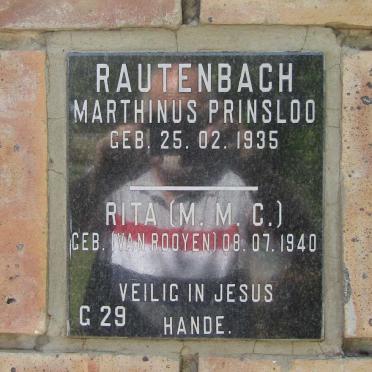 RAUTENBACH
MARTHINUS PRINSLOO
GEB. 25. 02. 1935
RITA (M. M. C.)
GEB. (VAN ROOYEN) 08. 07. 1940
VEILIG IN JESUS
G 29 HANDE.